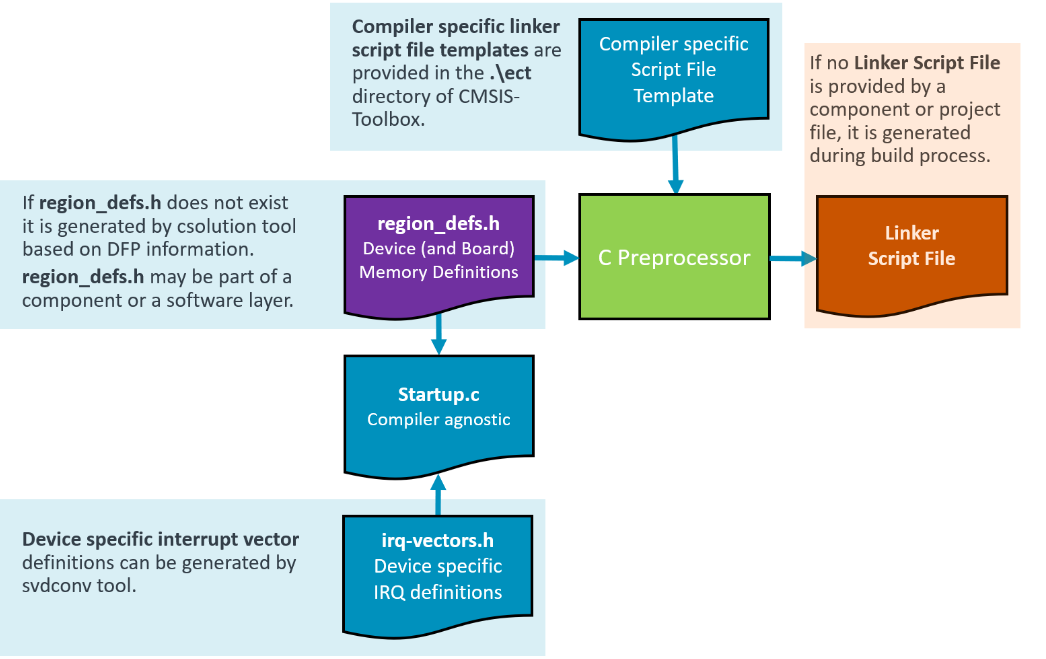 Compiler specific linker
script file templates are
provided in the .\ect
directory of CMSIS-
Toolbox.
Compiler specific
Script File
Template
If no Linker Script File
is provided by a
component or project
file, it is generated
during build process.
If region_defs.h does not exist
it is generated by csolution tool
based on DFP information.
region_defs.h may be part of a
component or a software layer.
region_defs.h
Device (and Board)
Memory Definitions
C Preprocessor
Linker
Script File
Startup.c
Compiler agnostic
Device specific interrupt vector
definitions can be generated by
svdconv tool.
irq-vectors.h
Device specific
IRQ definitions